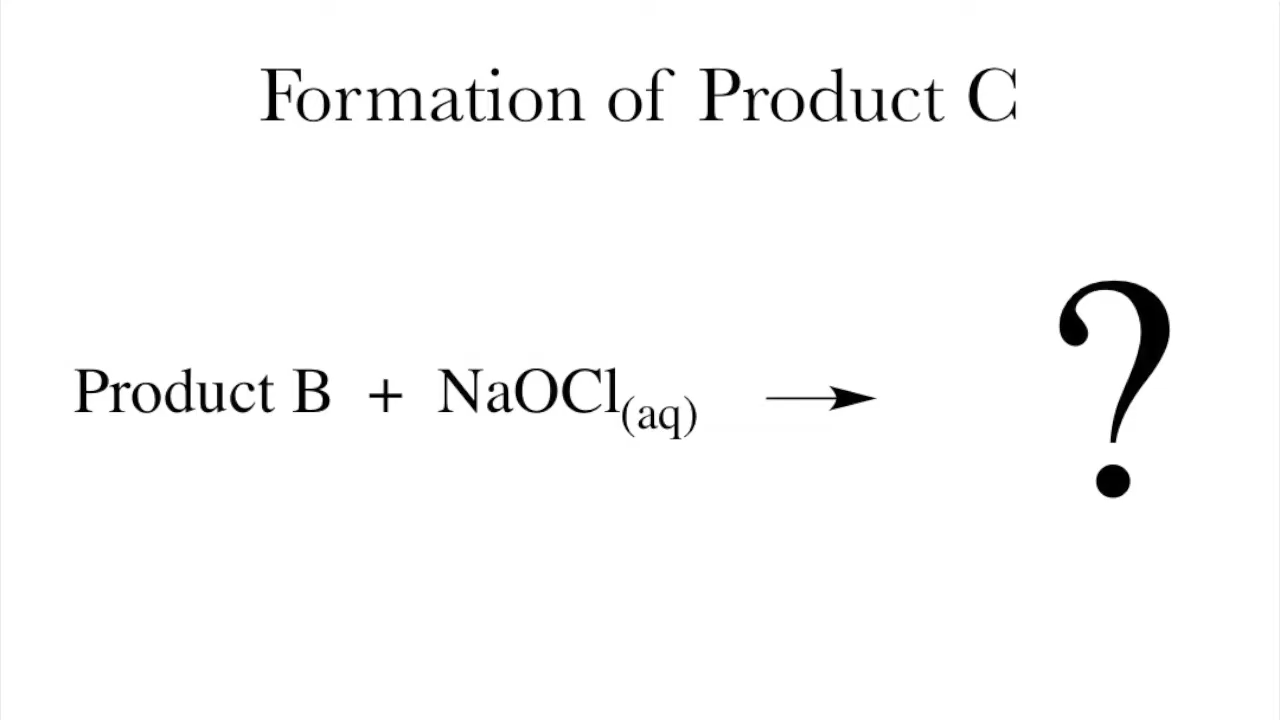 Formation of Product C
Product B + NaOCl(aq) → ?